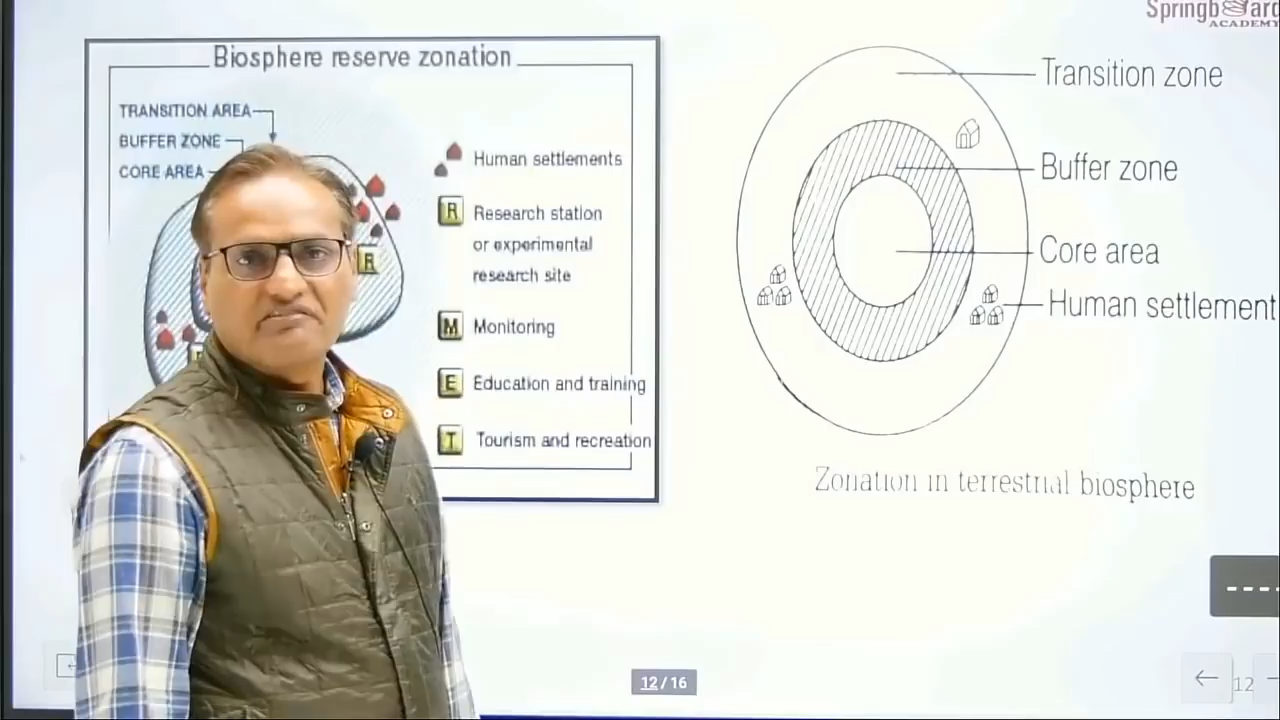 Springboard
ACADEMY
Biosphere reserve zonation
TRANSITION AREA
BUFFER ZONE
CORE AREA
Human settlements
R
R Research station
or experimental
research site
M Monitoring
E Education and training
T Tourism and recreation
Transition zone
Buffer zone
Core area
Human settlement
Zonation in terrestrial biosphere
12 / 16
12